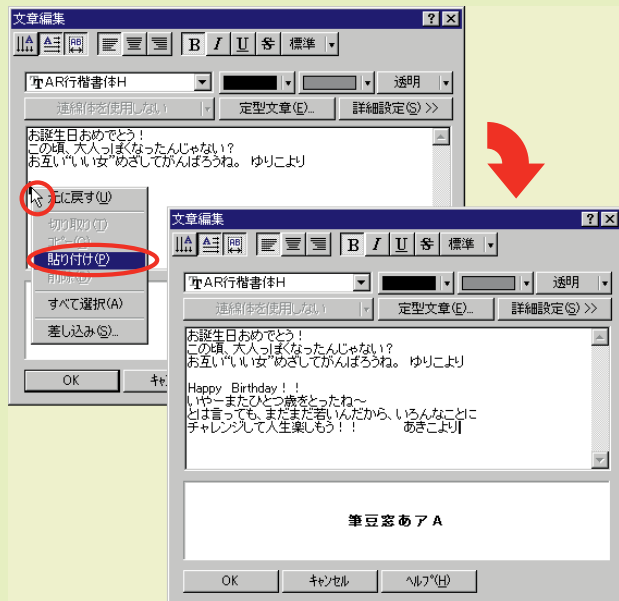 文章編集
B I U S 標準
AR行楷書体H
透明
連綿体を使用しない
定型文章(E)...
詳細設定(S) >>
お誕生日おめでとう!
この頃、大人っぽくなったんじゃない?
お互い“いい女”めざしてがんばろうね。 ゆりこより
元に戻す(U)
切り取り(T)
コピー(C)
貼り付け(P)
削除(D)
すべて選択(A)
差し込み(S)...
OK
文章編集
B I U S 標準
AR行楷書体H
透明
連綿体を使用しない
定型文章(E)...
詳細設定(S) >>
お誕生日おめでとう!
この頃、大人っぽくなったんじゃない?
お互い“いい女”めざしてがんばろうね。 ゆりこより
Happy Birthday!!
いやーまたひとつ歳をとったね~
とは言っても、まだまだ若いんだから、いろんなことに
チャレンジして人生楽しもう!! あきこより
筆豆窓あアA
OK
キャンセル
ヘルプ(H)